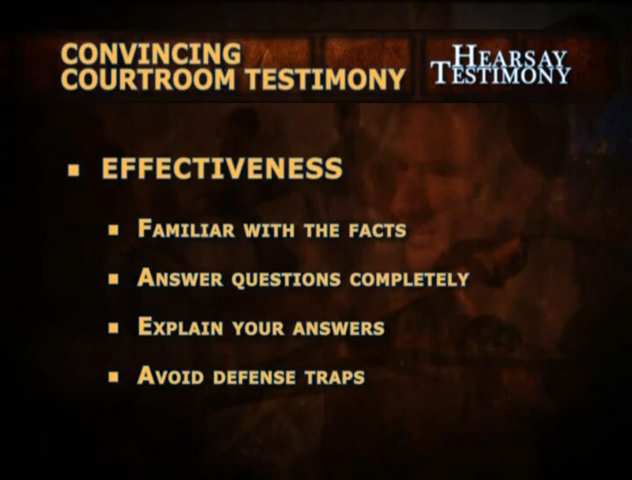 CONVINCING
COURTROOM TESTIMONY
HEARSAY
TESTIMONY
▪ EFFECTIVENESS
▪ FAMILIAR WITH THE FACTS
▪ ANSWER QUESTIONS COMPLETELY
▪ EXPLAIN YOUR ANSWERS
▪ AVOID DEFENSE TRAPS